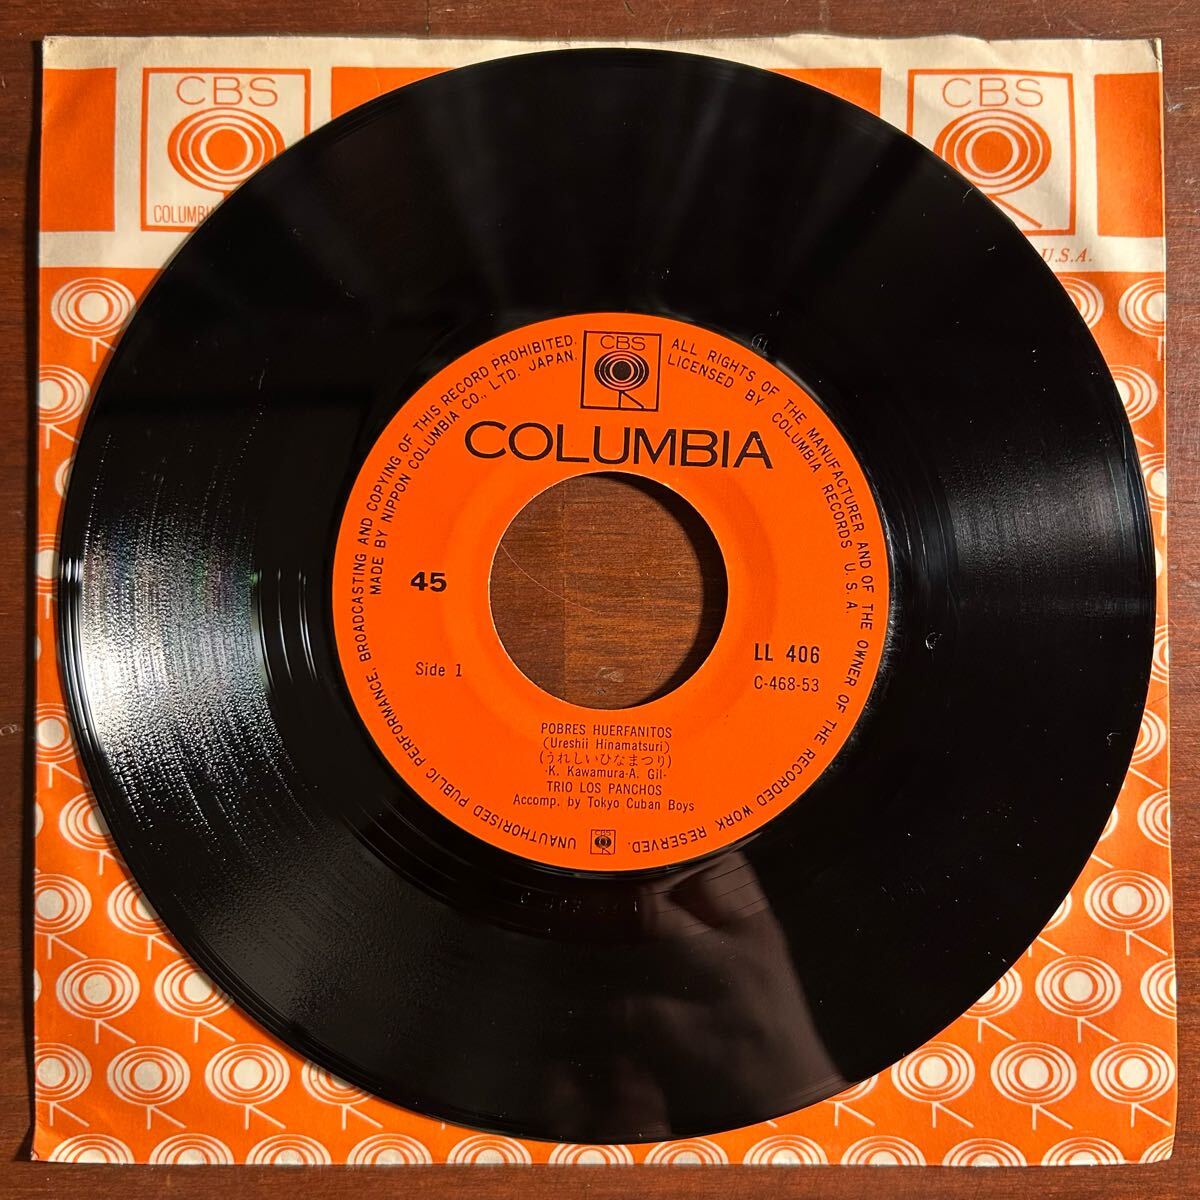 CBS
COLUMBI
CBS
U.S.A.
UNAUTHORISED PUBLIC PERFORMANCE, BROADCASTING AND COPYING OF THIS RECORD PROHIBITED.
MADE BY NIPPON COLUMBIA CO., LTD. JAPAN.
CBS
ALL RIGHTS OF THE MANUFACTURER AND OF THE OWNER OF THE RECORDED WORK RESERVED.
LICENSED BY COLUMBIA RECORDS U.S.A.
COLUMBIA
45
Side 1
LL 406
C-468-53
POBRES HUERFANITOS
(Ureshii Hinamatsuri)
(うれしいひなまつり)
-K. Kawamura-A. Gil-
TRIO LOS PANCHOS
Accomp. by Tokyo Cuban Boys
CBS